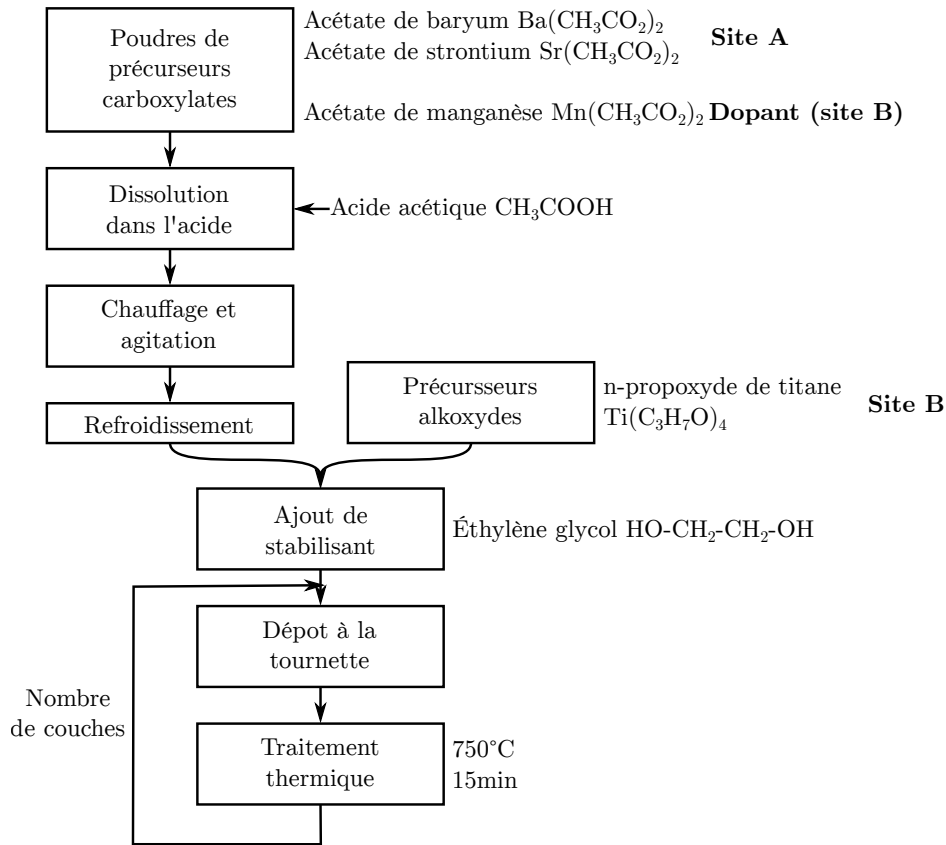 Poudres de
précurseurs
carboxylates
Acétate de baryum Ba(CH₃CO₂)₂
Acétate de strontium Sr(CH₃CO₂)₂
Site A
Acétate de manganèse Mn(CH₃CO₂)₂ Dopant (site B)
Dissolution
dans l'acide
Acide acétique CH₃COOH
Chauffage et
agitation
Refroidissement
Précursseurs
alkoxydes
n-propoxyde de titane
Ti(C₃H₇O)₄
Site B
Ajout de
stabilisant
Éthylène glycol HO-CH₂-CH₂-OH
Dépot à la
tournette
Nombre
de couches
Traitement
thermique
750°C
15min